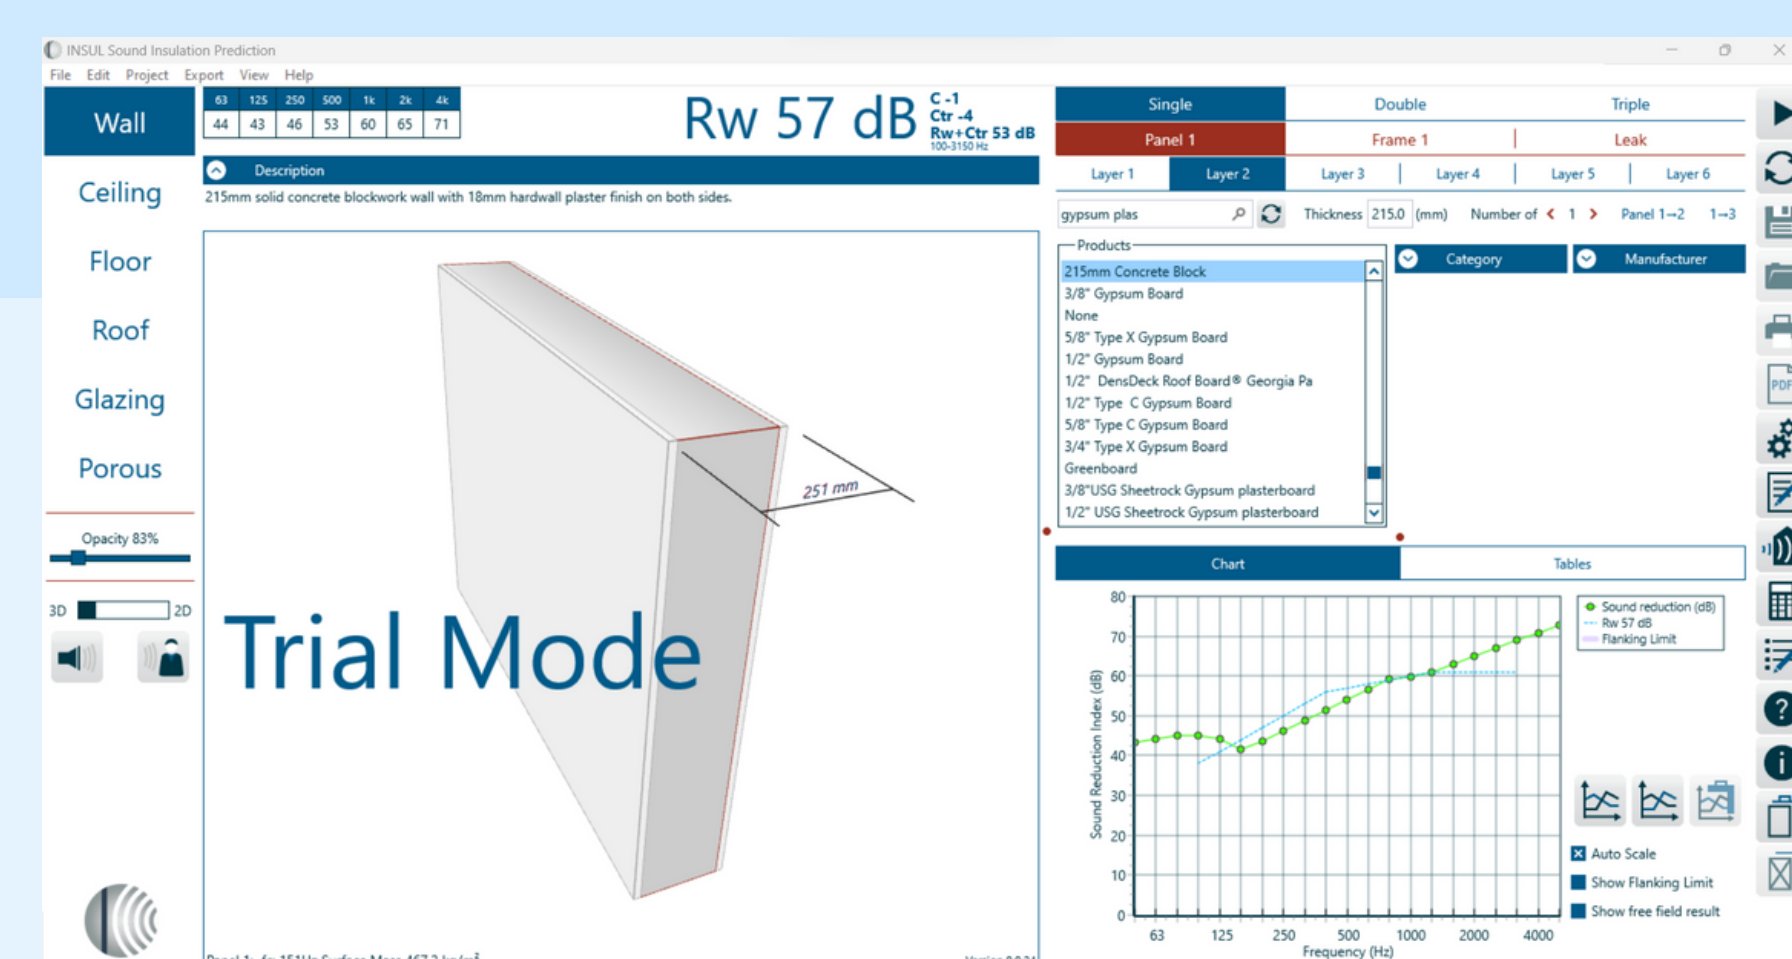 INSUL Sound Insulation Prediction
File Edit Project Export View Help
Wall
Ceiling
Floor
Roof
Glazing
Porous
Opacity 83%
3D 2D
63 125 250 500 1k 2k 4k
44 43 46 53 60 65 71
Rw 57 dB
C -1
Ctr -4
Rw+Ctr 53 dB
100-3150 Hz
Description
215mm solid concrete blockwork wall with 18mm hardwall plaster finish on both sides.
251 mm
Trial Mode
Single Double Triple
Panel 1 Frame 1 Leak
Layer 1 Layer 2 Layer 3 Layer 4 Layer 5 Layer 6
gypsum plas Thickness 215.0 (mm) Number of < 1 > Panel 1→2 1→3
Products
215mm Concrete Block
3/8" Gypsum Board
None
5/8" Type X Gypsum Board
1/2" Gypsum Board
1/2" DensDeck Roof Board® Georgia Pa
1/2" Type C Gypsum Board
5/8" Type C Gypsum Board
3/4" Type X Gypsum Board
Greenboard
3/8"USG Sheetrock Gypsum plasterboard
1/2" USG Sheetrock Gypsum plasterboard
Category Manufacturer
Chart Tables
Sound Reduction Index (dB)
80
70
60
50
40
30
20
10
0
63 125 250 500 1000 2000 4000
Frequency (Hz)
Sound reduction (dB)
Rw 57 dB
Flanking Limit
Auto Scale
Show Flanking Limit
Show free field result
PDF